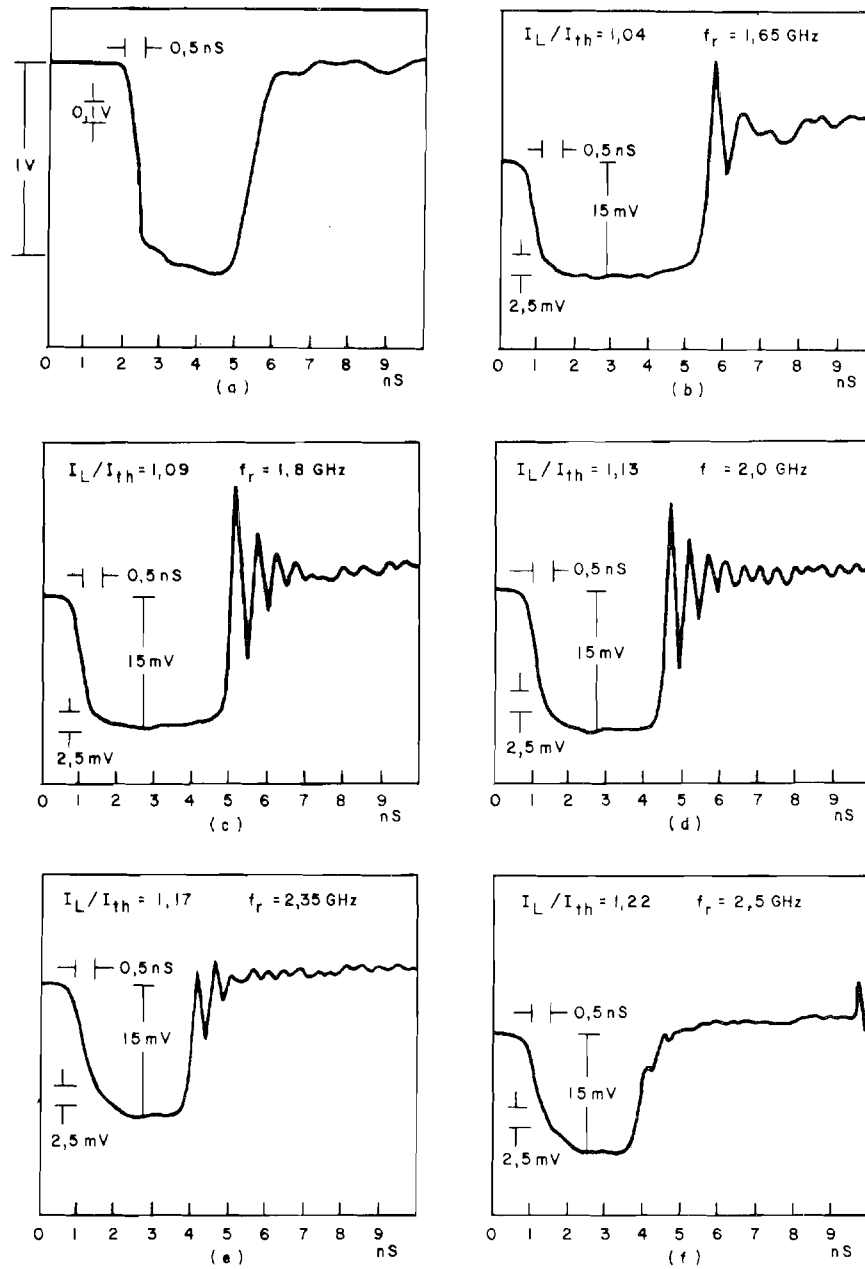 0,5 nS
0,1 V
1 V
0 1 2 3 4 5 6 7 8 9
nS
(a)
I_L/I_th = 1,04 f_r = 1,65 GHz
0,5 nS
15 mV
2,5 mV
0 1 2 3 4 5 6 7 8 9
nS
(b)
I_L/I_th = 1,09 f_r = 1,8 GHz
0,5 nS
15 mV
2,5 mV
0 1 2 3 4 5 6 7 8 9
nS
(c)
I_L/I_th = 1,13 f = 2,0 GHz
0,5 nS
15 mV
2,5 mV
0 1 2 3 4 5 6 7 8 9
nS
(d)
I_L/I_th = 1,17 f_r = 2,35 GHz
0,5 nS
15 mV
2,5 mV
0 1 2 3 4 5 6 7 8 9
nS
(e)
I_L/I_th = 1,22 f_r = 2,5 GHz
0,5 nS
15 mV
2,5 mV
0 1 2 3 4 5 6 7 8 9
nS
(f)